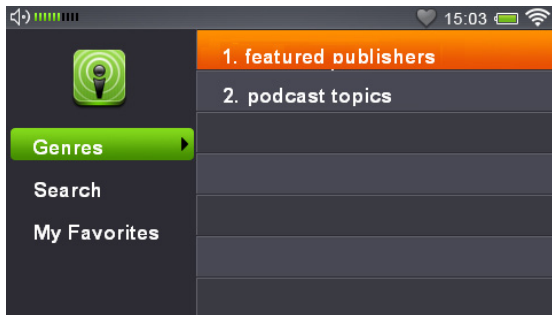 15:03
1. featured publishers
2. podcast topics
Genres
Search
My Favorites